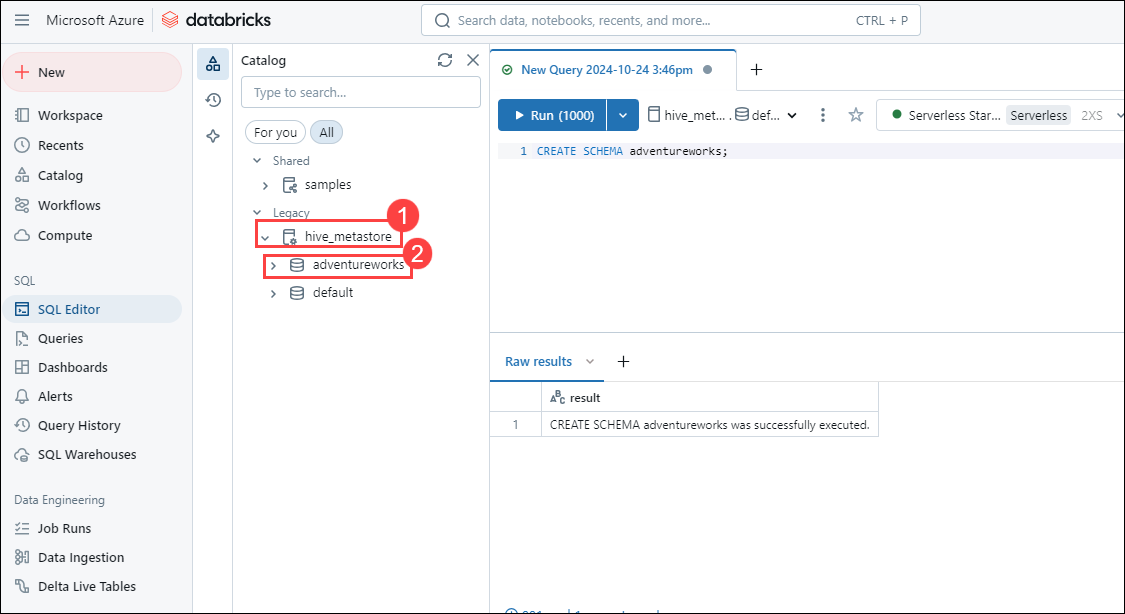 Microsoft Azure databricks
Search data, notebooks, recents, and more... CTRL + P
New
Workspace
Recents
Catalog
Workflows
Compute
SQL
SQL Editor
Queries
Dashboards
Alerts
Query History
SQL Warehouses
Data Engineering
Job Runs
Data Ingestion
Delta Live Tables
Catalog
Type to search...
For you All
Shared
samples
Legacy
1
hive_metastore
2
adventureworks
default
New Query 2024-10-24 3:46pm
Run (1000) hive_met... . def... Serverless Star... Serverless 2XS
1 CREATE SCHEMA adventureworks;
Raw results
ABC result
1 CREATE SCHEMA adventureworks was successfully executed.